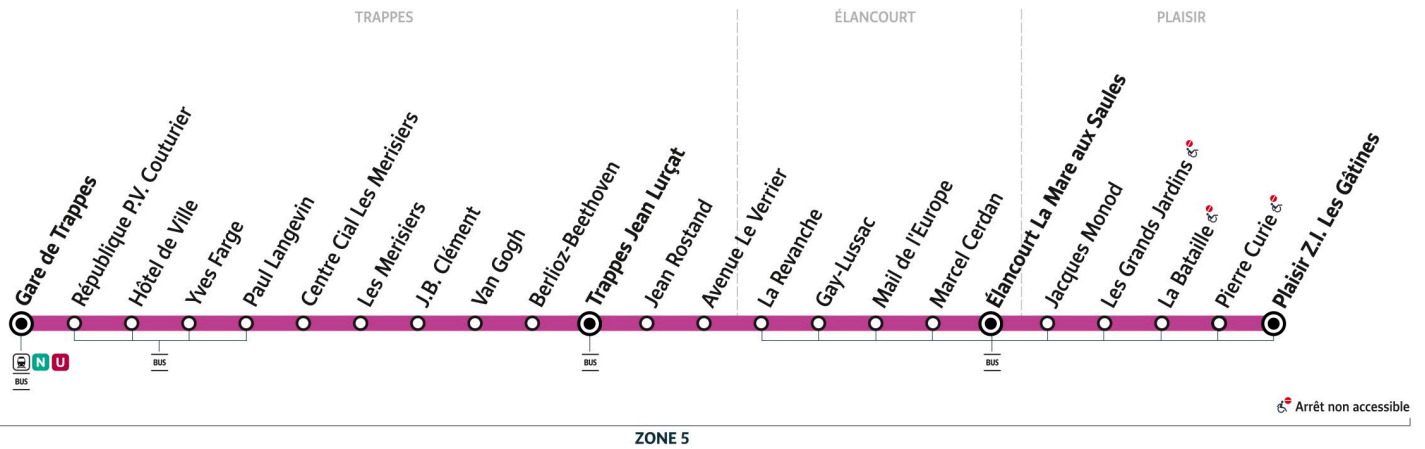 TRAPPES
ÉLANCOURT
PLAISIR
Gare de Trappes
République P.V. Couturier
Hôtel de Ville
Yves Farge
Paul Langevin
Centre Cial Les Merisiers
Les Merisiers
J.B. Clément
Van Gogh
Berlioz-Beethoven
Trappes Jean Lurçat
Jean Rostand
Avenue Le Verrier
La Revanche
Gay-Lussac
Mail de l'Europe
Marcel Cerdan
Élancourt La Mare aux Saules
Jacques Monod
Les Grands Jardins
La Bataille
Pierre Curie
Plaisir Z.I. Les Gâtines
N U
BUS
BUS
BUS
BUS
Arrêt non accessible
ZONE 5